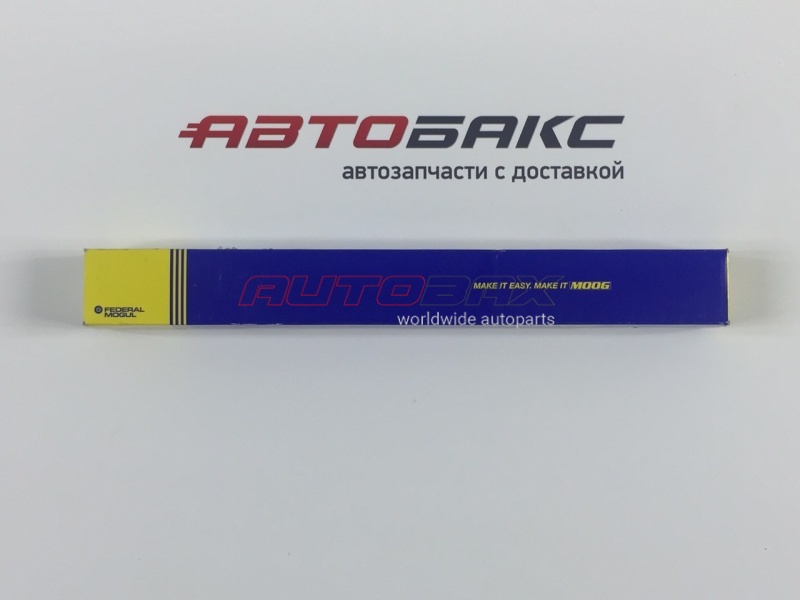 АВТОБАКС
автозапчасти с доставкой
MAKE IT EASY. MAKE IT MOOG
AUTOBAX
FEDERAL
MOGUL
worldwide autoparts